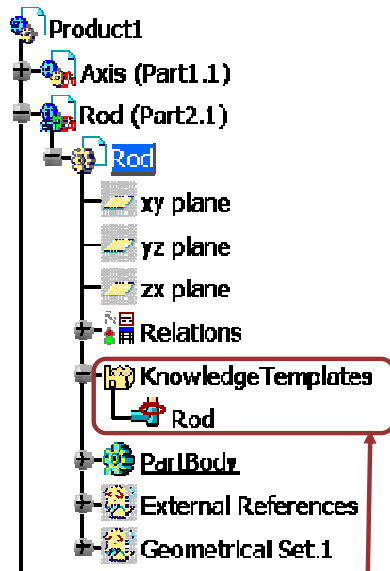 Product1
Axis (Part1.1)
Rod (Part2.1)
Rod
xy plane
yz plane
zx plane
Relations
KnowledgeTemplates
Rod
PartBody
External References
Geometrical Set.1